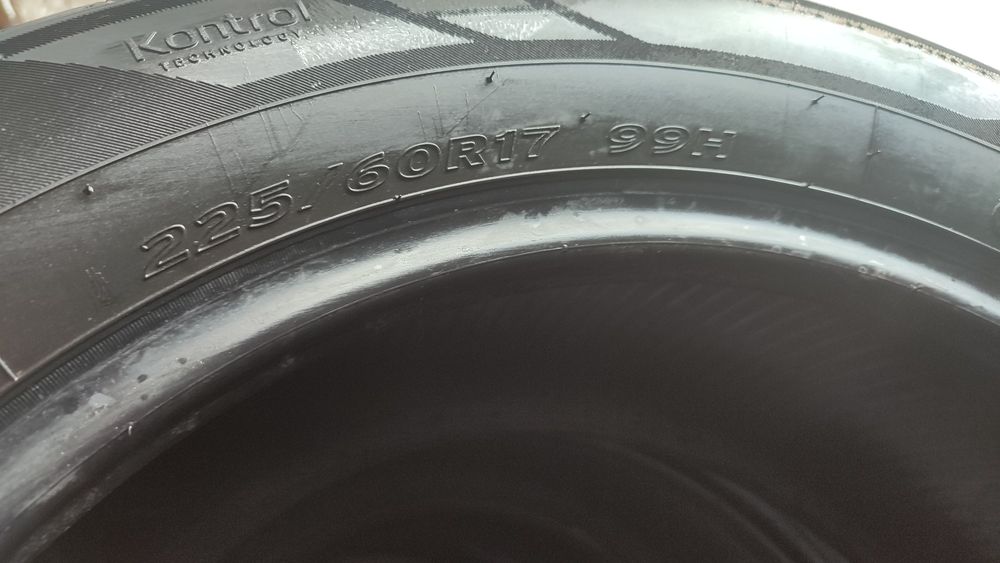 Kontrol
TECHNOLOGY
225/60R17 99H